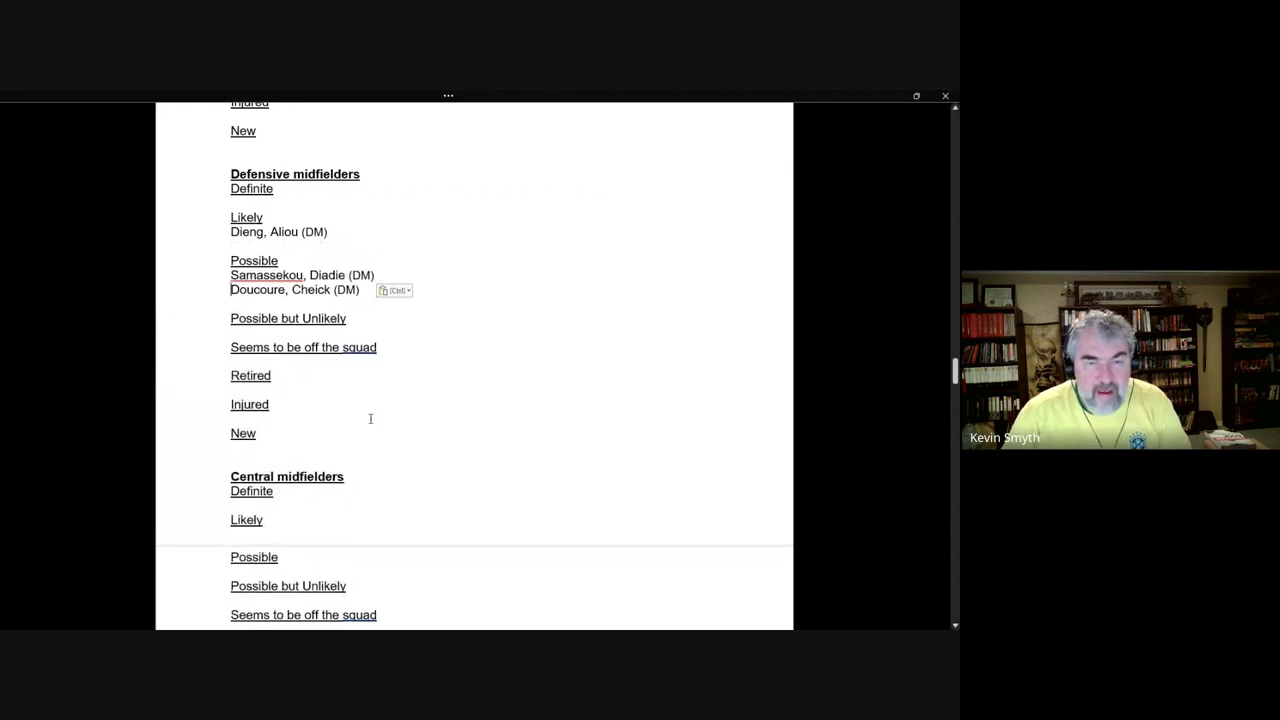 Injured
New
Defensive midfielders
Definite
Likely
Dieng, Aliou (DM)
Possible
Samassekou, Diadie (DM)
Doucoure, Cheick (DM)
(Ctrl)
Possible but Unlikely
Seems to be off the squad
Retired
Injured
New
Central midfielders
Definite
Likely
Possible
Possible but Unlikely
Seems to be off the squad
Kevin Smyth